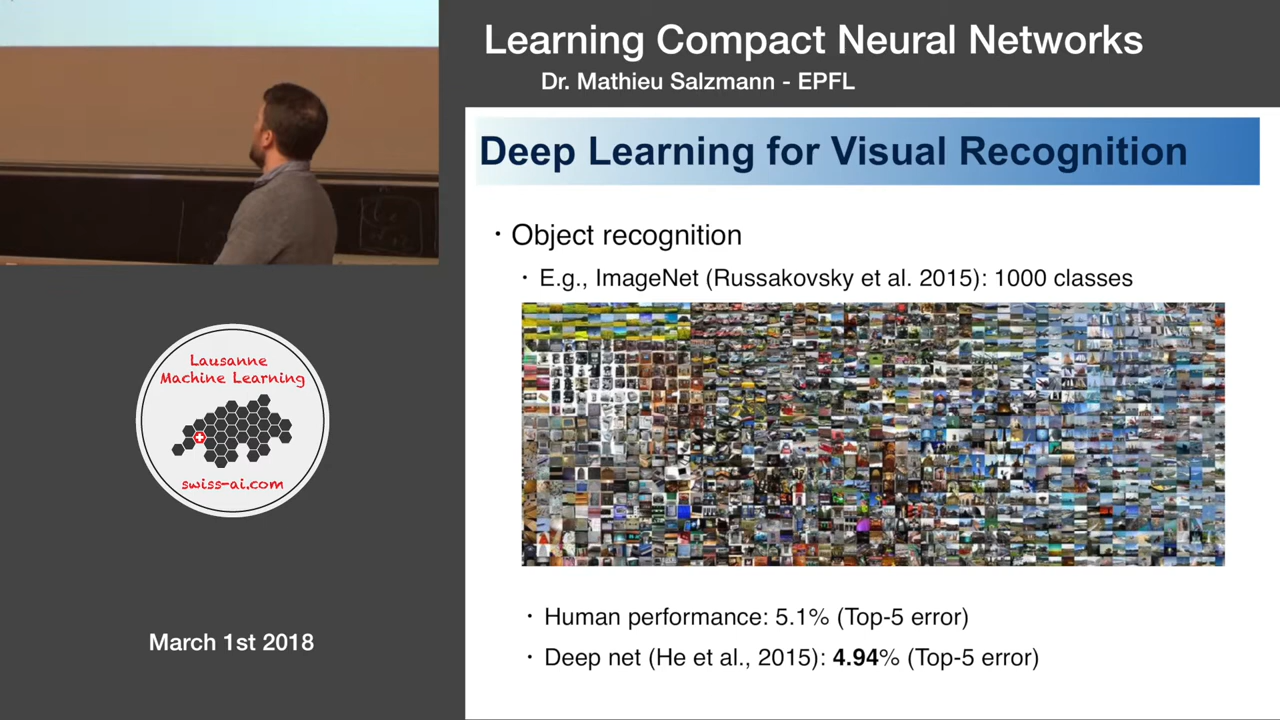 Learning Compact Neural Networks
Dr. Mathieu Salzmann - EPFL
Deep Learning for Visual Recognition
• Object recognition
• E.g., ImageNet (Russakovsky et al. 2015): 1000 classes
• Human performance: 5.1% (Top-5 error)
• Deep net (He et al., 2015): 4.94% (Top-5 error)
Lausanne
Machine Learning
swiss-ai.com
March 1st 2018